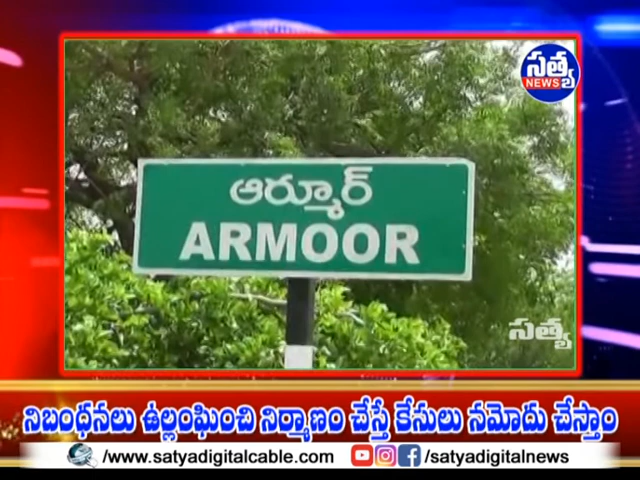 సత్య
NEWS
ఆర్మూర్
ARMOOR
సత్య
నిబంధనలు ఉల్లంఘించి నిర్మాణం చేస్తే కేసులు నమోదు చేస్తాం
/www.satyadigitalcable.com
/satyadigitalnews